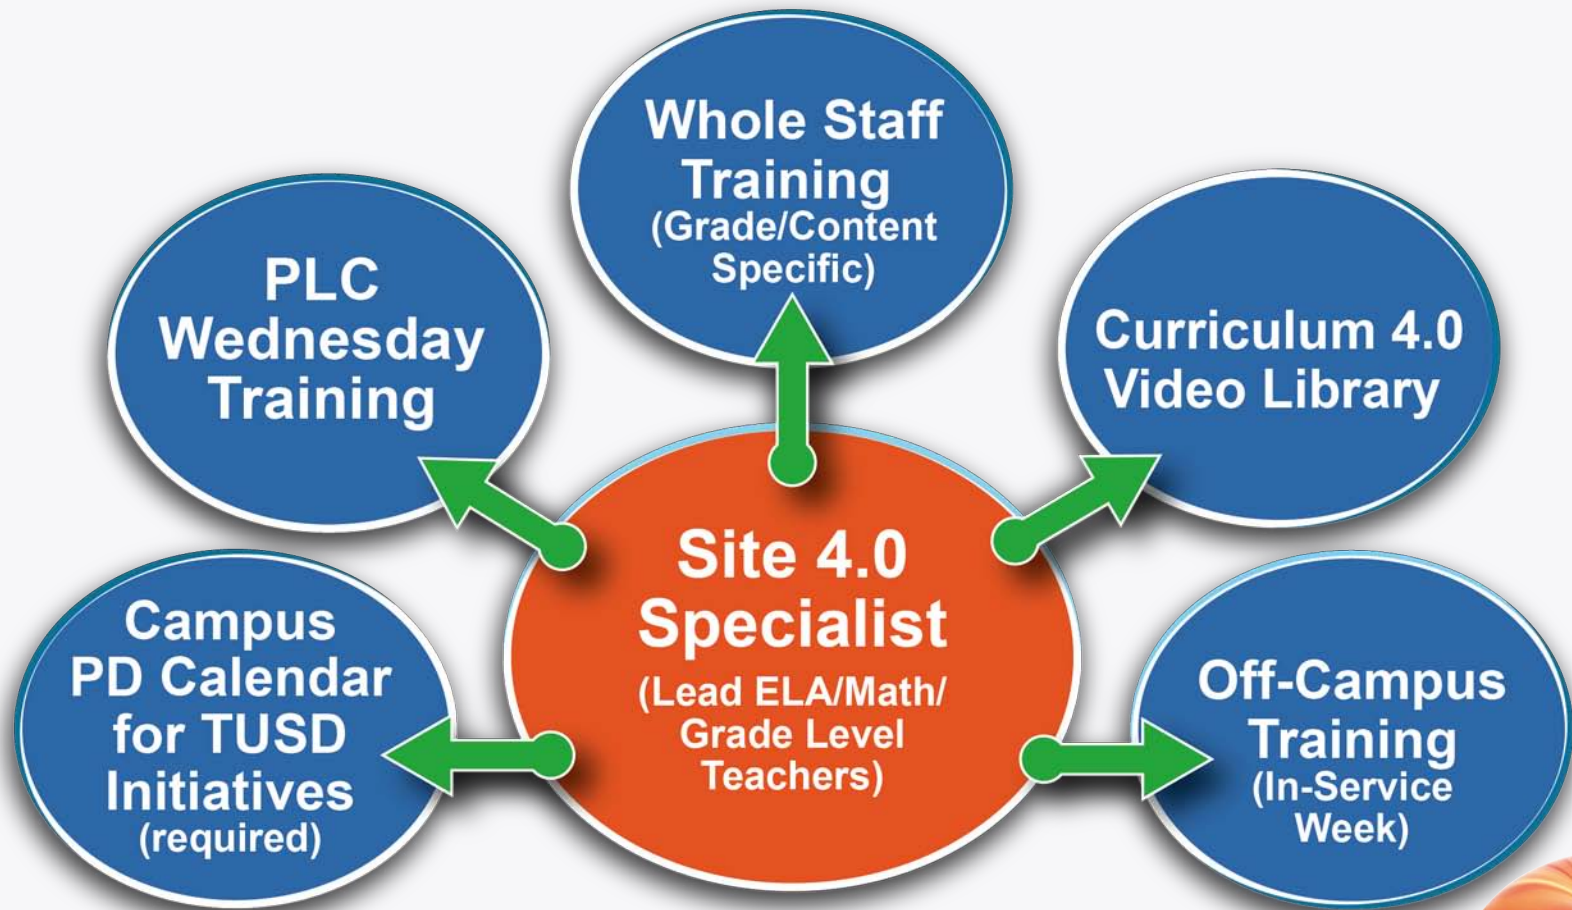 Whole Staff
Training
(Grade/Content
Specific)
PLC
Wednesday
Training
Curriculum 4.0
Video Library
Campus
PD Calendar
for TUSD
Initiatives
(required)
Site 4.0
Specialist
(Lead ELA/Math/
Grade Level
Teachers)
Off-Campus
Training
(In-Service
Week)